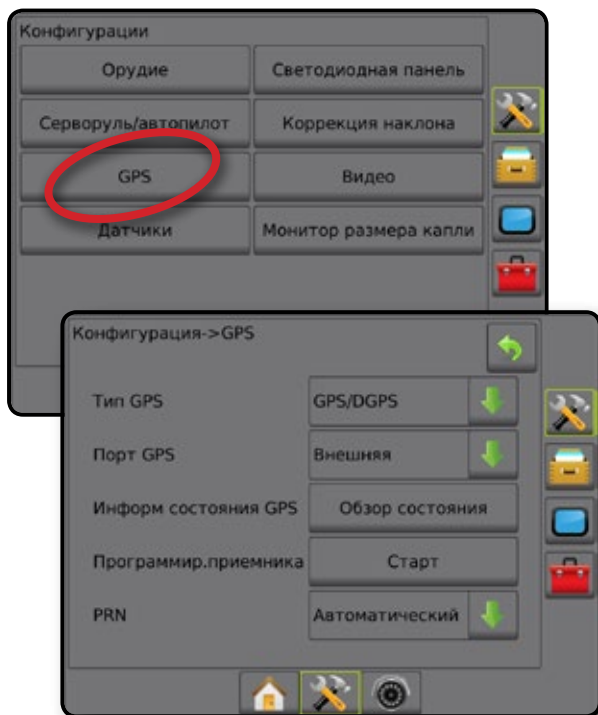 Конфигурации
Орудие
Светодиодная панель
Серворуль/автопилот
Коррекция наклона
GPS
Видео
Датчики
Монитор размера капли
Конфигурация->GPS
Тип GPS
GPS/DGPS
Порт GPS
Внешняя
Информ состояния GPS
Обзор состояния
Программир.приемника
Старт
PRN
Автоматический